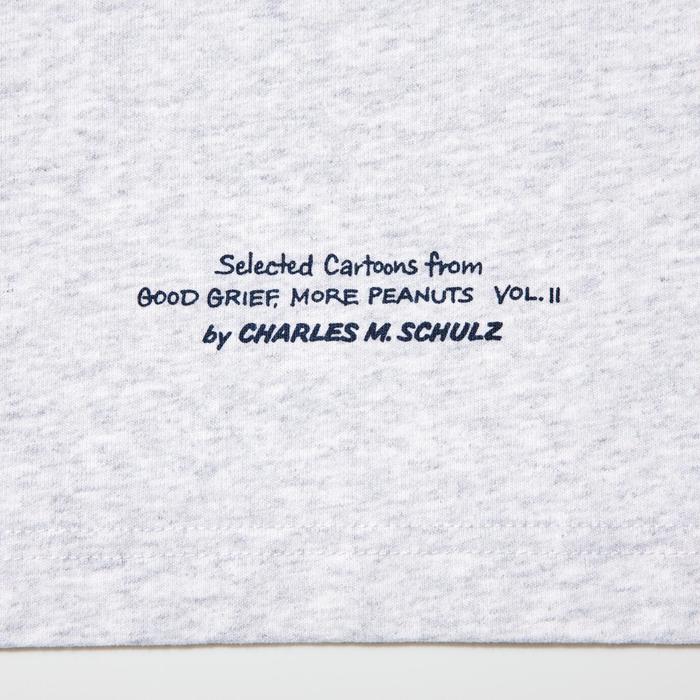 Selected Cartoons from
GOOD GRIEF, MORE PEANUTS VOL. II
by CHARLES M. SCHULZ